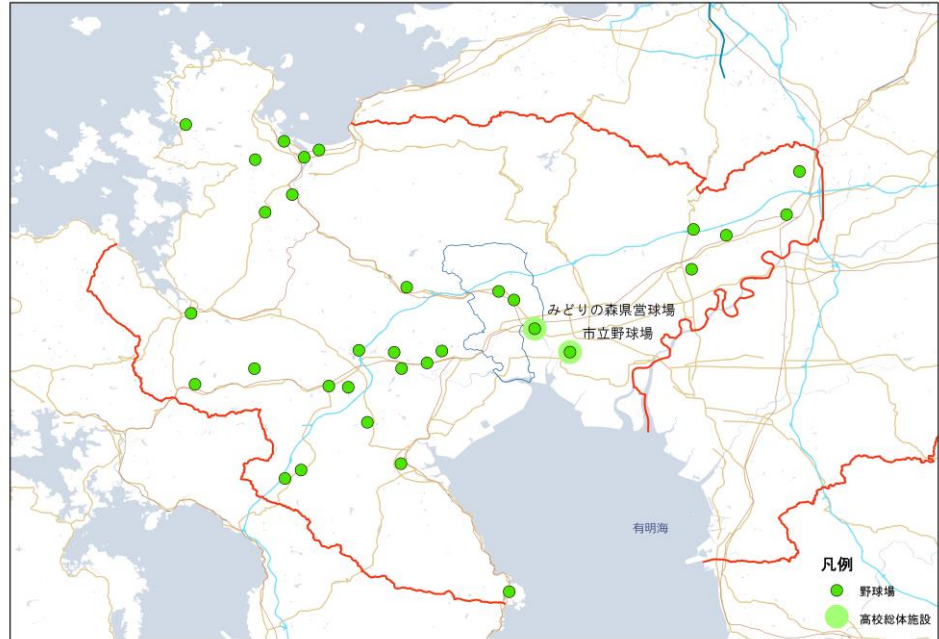 みどりの森県営球場
市立野球場
有明海
凡例
野球場
高校総体施設